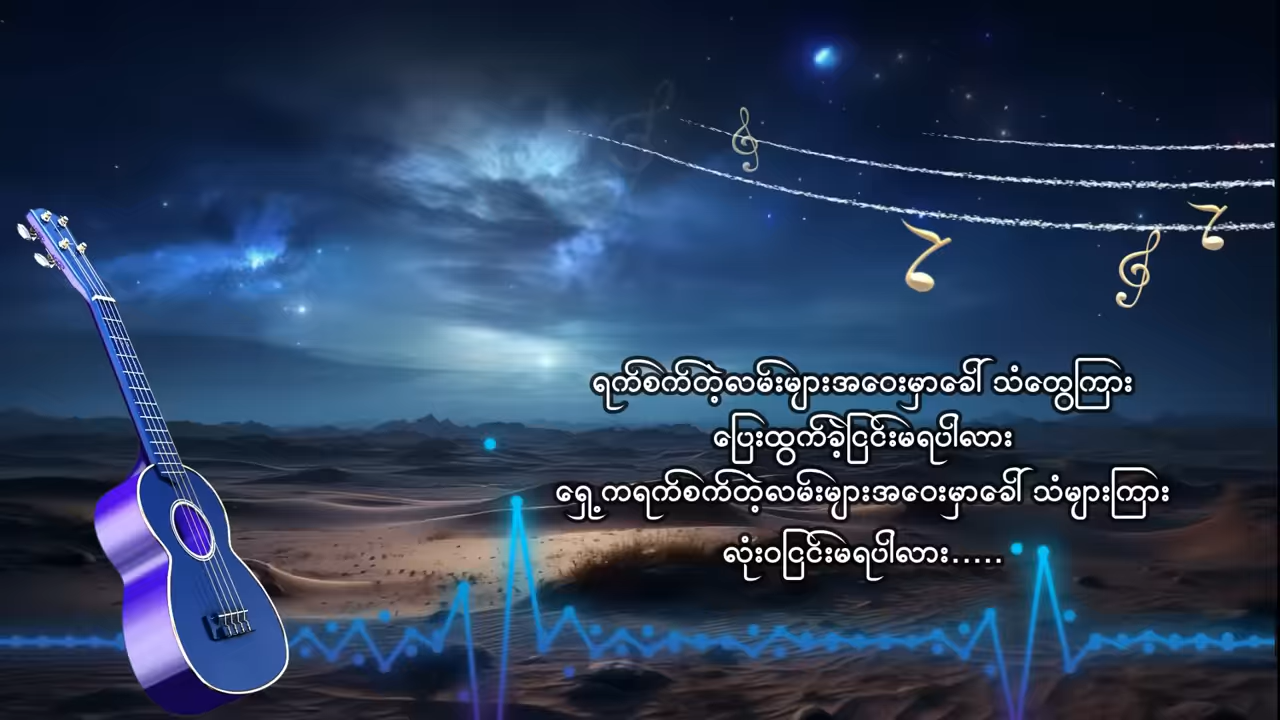 ရက်စက်တဲ့လမ်းများအဝေးမှာခေါ် သံတွေကြား
ပြေးထွက်ခဲ့ငြင်းမရပါလား
ရှေ့ကရက်စက်တဲ့လမ်းများအဝေးမှာခေါ် သံများကြား
လုံးဝငြင်းမရပါလား.....